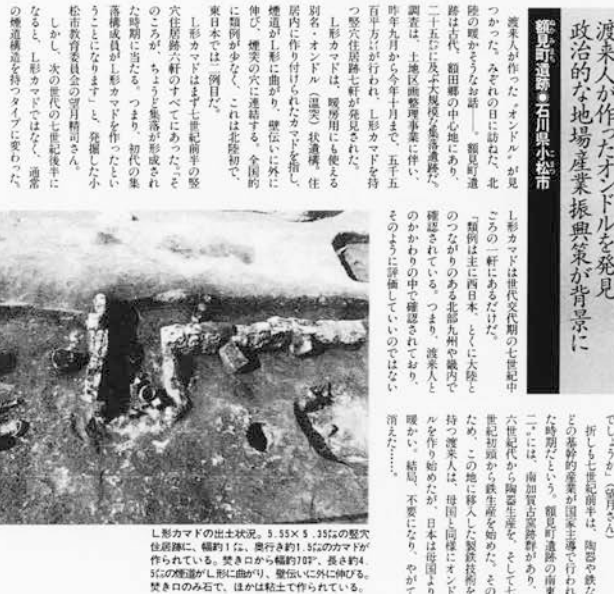 渡来人が作ったオンドルを発見
政治的な地場産業振興策が背景に
額見町遺跡●石川県小松市
ぬかみまち
こまつ
渡来人が作った〝オンドル〟が見
つかった。みぞれの日に訪ねた、北
陸の暖かそうなお話――。額見町遺
跡は古代、額田郷の中心地にあり、
二十五㌶に及ぶ大規模な集落遺跡だ。
調査は、土地区画整理事業に伴い、
昨年九月から今年十月まで、五千五
百平方㍍が行われ、L形カマドを持
つ竪穴住居跡七軒が発見された。
L形カマドは、暖房用にも使える
別名・オンドル(温突)状遺構。住
居内に作り付けられたカマドを指し、
煙道がL形に曲がり、壁伝いに外に
伸び、煙突の穴に連結する。全国的
に類例が少なく、これは北陸初で、
東日本では二例目だ。
L形カマドはまず七世紀前半の竪
穴住居跡六軒のすべてにあった。「そ
のころが、ちょうど集落が形成され
た時期に当たる。つまり、初代の集
落構成員がL形カマドを作ったとい
うことになります」と、発掘した小
松市教育委員会の望月精司さん。
しかし、次の世代の七世紀後半に
なると、L形カマドではなく、通常
の煙道構造を持つタイプに変わった。
L形カマドは世代交代期の七世紀中
ごろの一軒にあるだけだ。
「類例は主に西日本、とくに大陸と
のつながりのある北部九州や畿内で
確認されている。つまり、渡来人と
のかかわりの中で確認されており、
そのように評価していいのではない
でしょうか」(望月さん)
折しも七世紀前半は、陶器や鉄な
どの基幹的産業が国家主導で行われ
た時期だという。額見町遺跡の南東
二㌔には、南加賀古窯跡群があり、
六世紀代から陶器生産を、そして七
世紀初頭から鉄生産を始めた。その
ため、この地に移入した製鉄技術を
持つ渡来人は、母国と同様にオンド
ルを作り始めたが、日本は母国より
暖かい。結局、不要になり、やがて
消えた……。
L形カマドの出土状況。5.55×5.35㍍の竪穴
住居跡に、幅約1㍍、奥行き約1.5㍍のカマドが
作られている。焚き口から幅約70㌢、長さ約4.
5㍍の煙道がL形に曲がり、壁伝いに外に伸びる。
焚き口のみ石で、ほかは粘土で作られている。